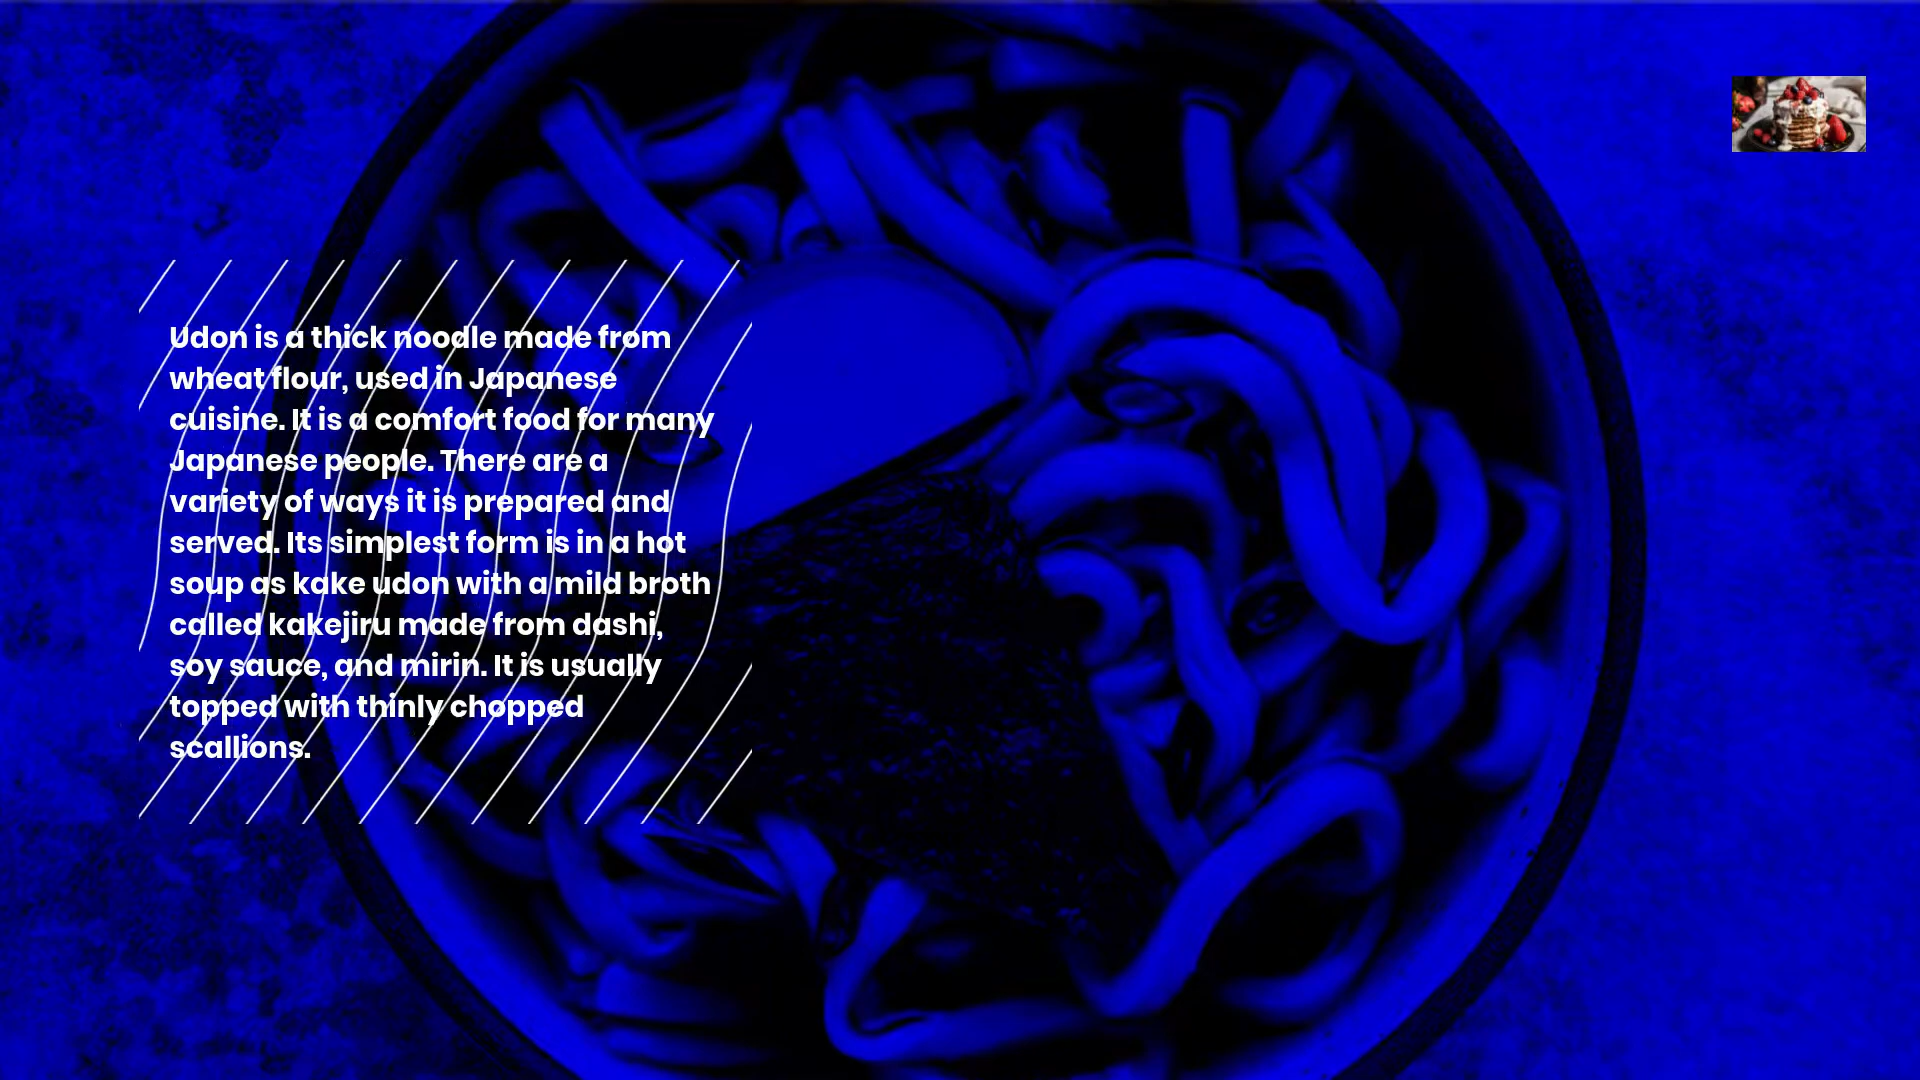 Udon is a thick noodle made from
wheat flour, used in Japanese
cuisine. It is a comfort food for many
Japanese people. There are a
variety of ways it is prepared and
served. Its simplest form is in a hot
soup as kake udon with a mild broth
called kakejiru made from dashi,
soy sauce, and mirin. It is usually
topped with thinly chopped
scallions.